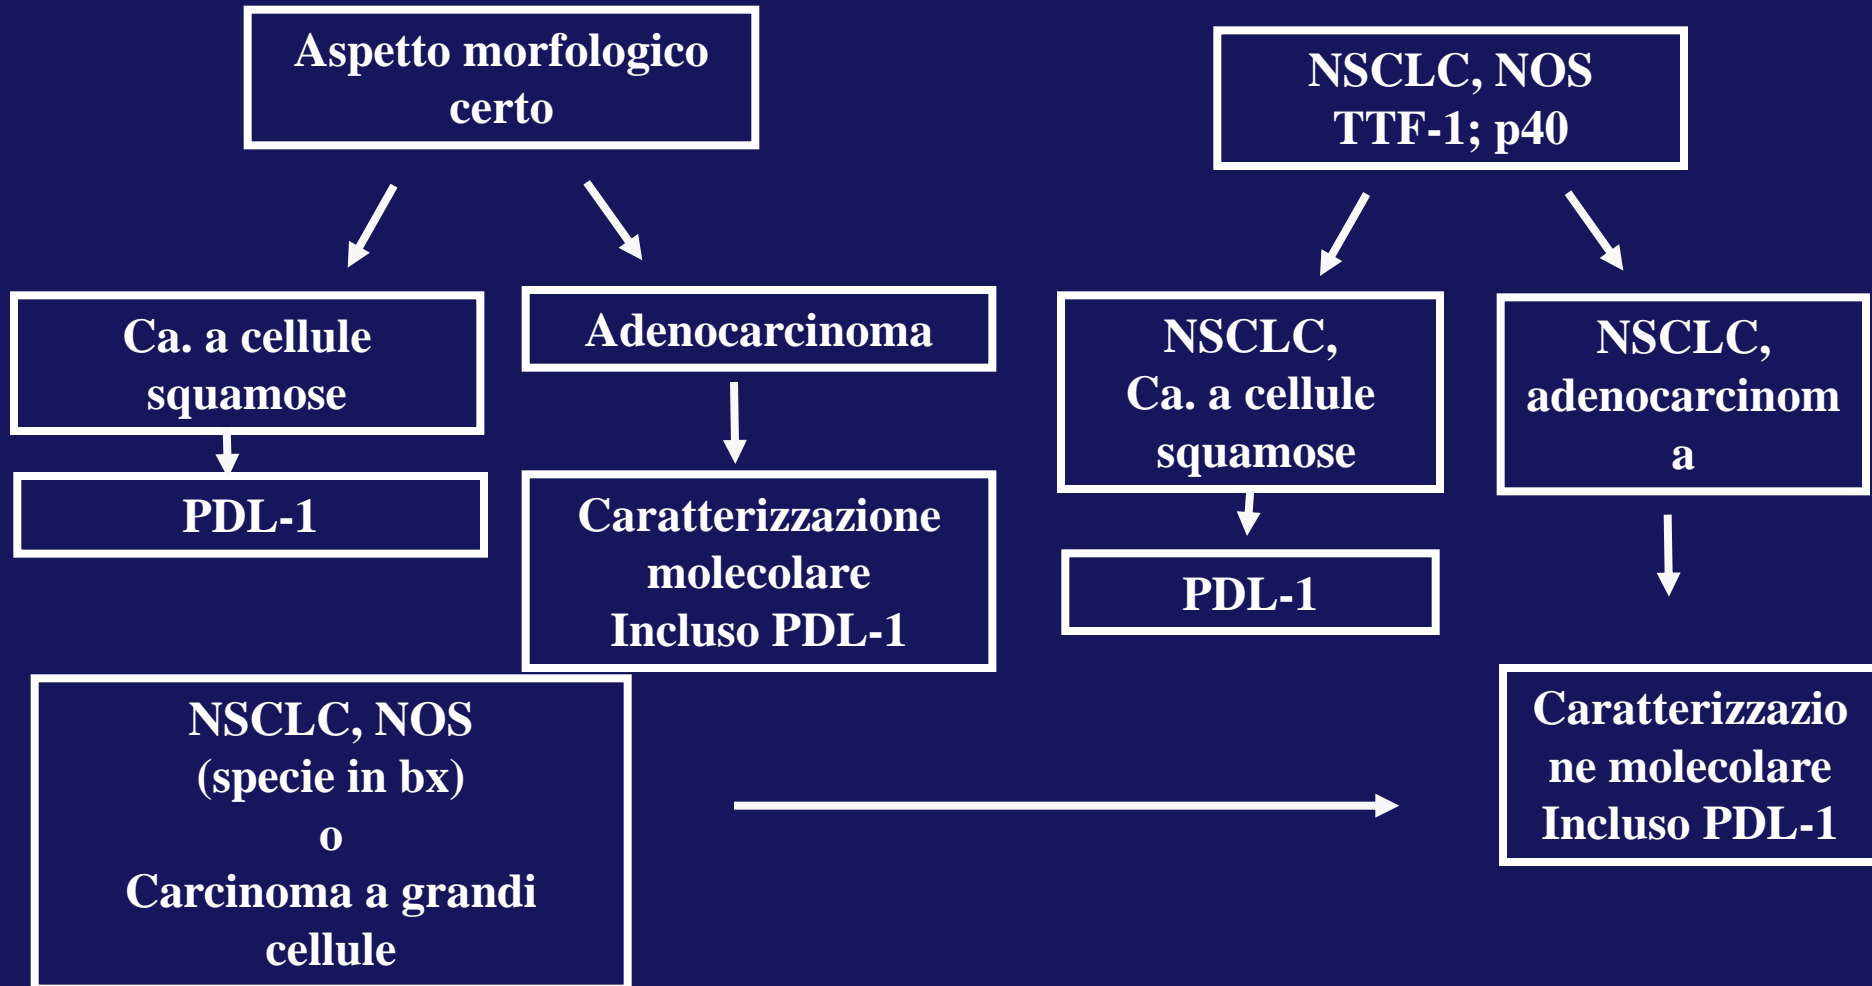 Aspetto morfologico
certo
NSCLC, NOS
TTF-1; p40
Ca. a cellule
squamose
Adenocarcinoma
NSCLC,
Ca. a cellule
squamose
NSCLC,
adenocarcinom
a
PDL-1
Caratterizzazione
molecolare
Incluso PDL-1
PDL-1
NSCLC, NOS
(specie in bx)
o
Carcinoma a grandi
cellule
Caratterizzazio
ne molecolare
Incluso PDL-1